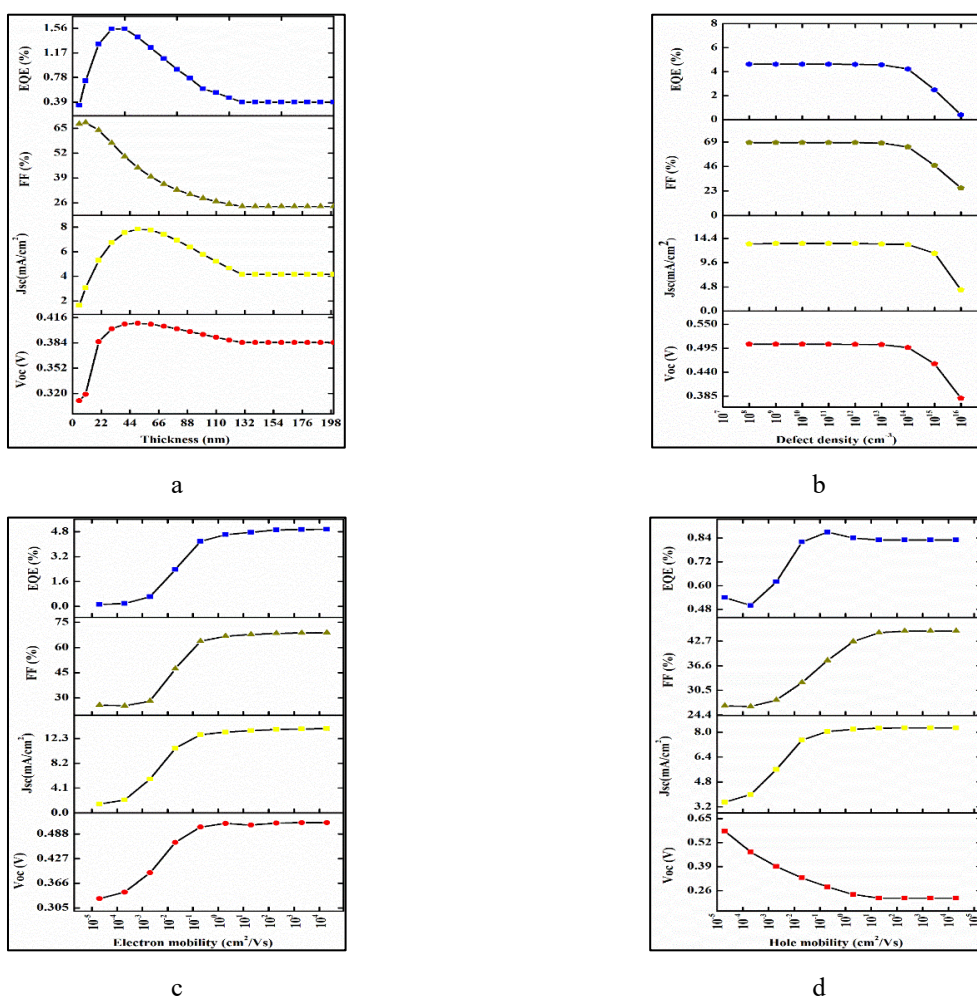 EQE (%)
1.56
1.17
0.78
0.39
FF (%)
65
52
39
26
Jsc(mA/cm²)
8
6
4
2
Voc (V)
0.416
0.384
0.352
0.320
0 22 44 66 88 110 132 154 176 198
Thickness (nm)
a
EQE (%)
8
6
4
2
0
FF (%)
69
46
23
0
Jsc(mA/cm²)
14.4
9.6
4.8
0.0
Voc (V)
0.550
0.495
0.440
0.385
10⁷ 10⁸ 10⁹ 10¹⁰ 10¹¹ 10¹² 10¹³ 10¹⁴ 10¹⁵ 10¹⁶
Defect density (cm⁻³)
b
EQE (%)
4.8
3.2
1.6
0.0
FF (%)
75
60
45
30
Jsc(mA/cm²)
12.3
8.2
4.1
0.0
Voc (V)
0.488
0.427
0.366
0.305
10⁻⁵ 10⁻⁴ 10⁻³ 10⁻² 10⁻¹ 10⁰ 10¹ 10² 10³ 10⁴
Electron mobility (cm²/Vs)
c
EQE (%)
0.84
0.72
0.60
0.48
FF (%)
42.7
36.6
30.5
24.4
Jsc(mA/cm²)
8.0
6.4
4.8
3.2
Voc (V)
0.65
0.52
0.39
0.26
10⁻⁵ 10⁻⁴ 10⁻³ 10⁻² 10⁻¹ 10⁰ 10¹ 10² 10³ 10⁴
Hole mobility (cm²/Vs)
d